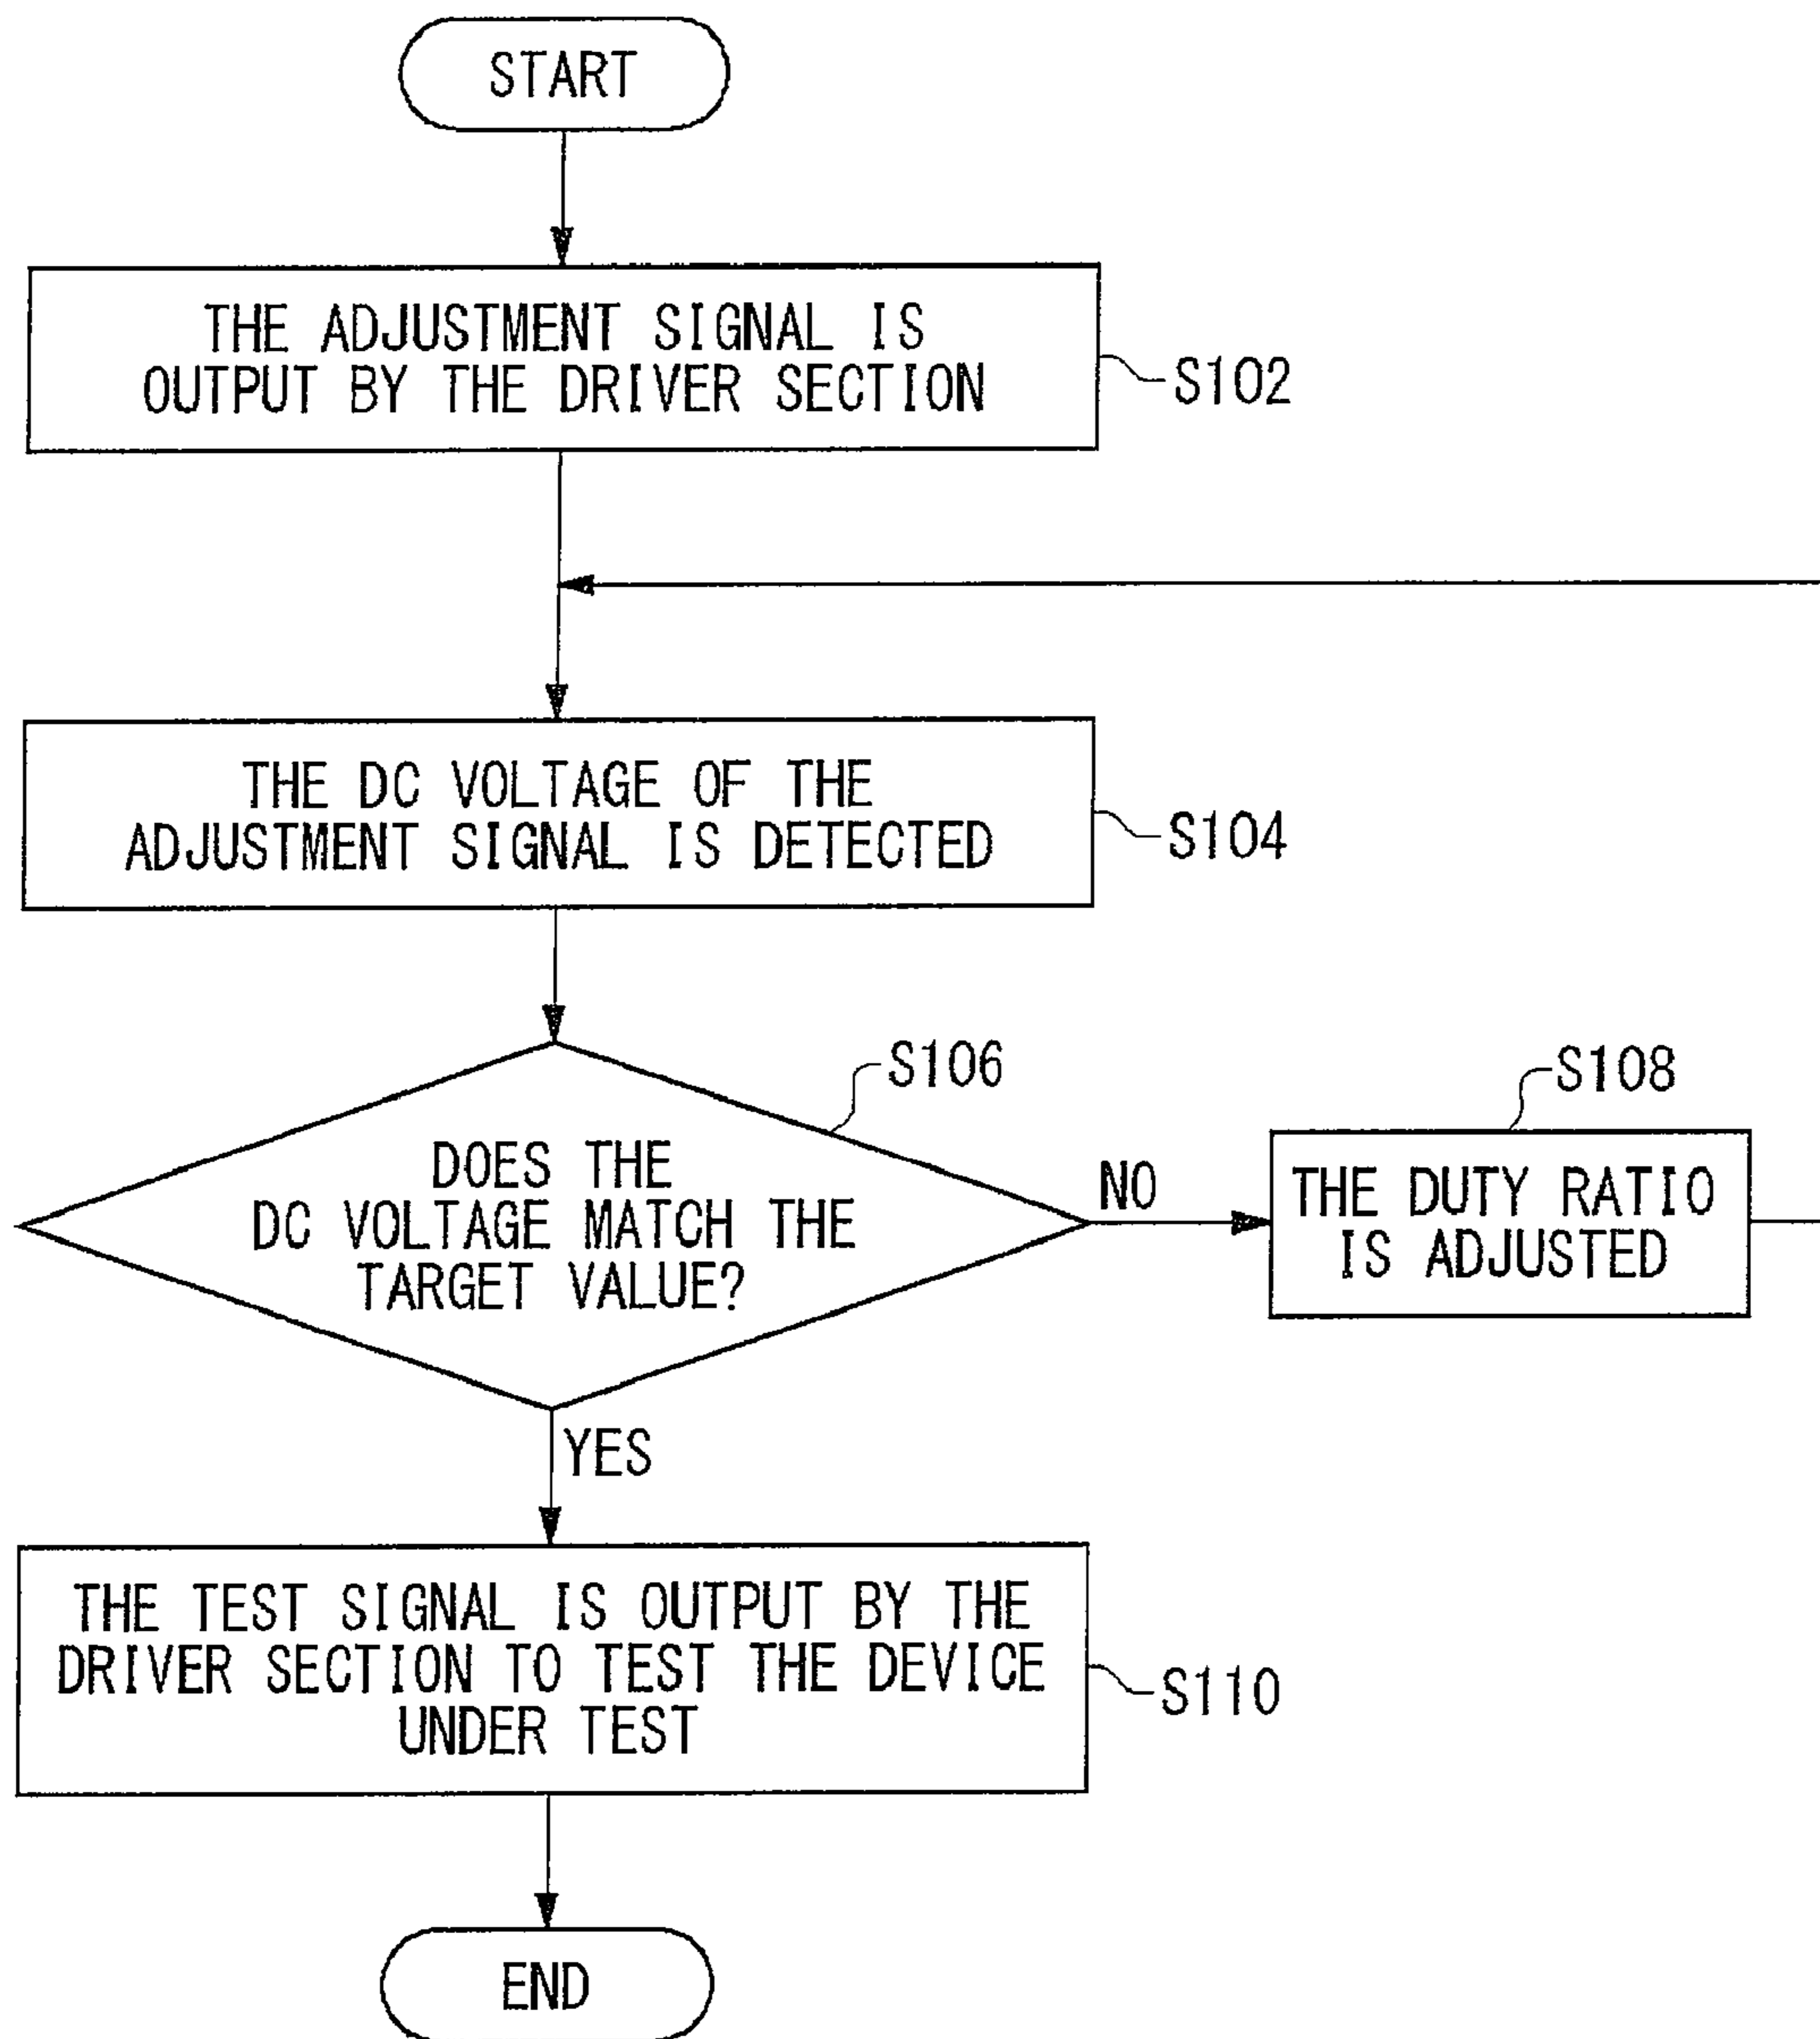 START
THE ADJUSTMENT SIGNAL IS
OUTPUT BY THE DRIVER SECTION
S102
THE DC VOLTAGE OF THE
ADJUSTMENT SIGNAL IS DETECTED
S104
S106
DOES THE
DC VOLTAGE MATCH THE
TARGET VALUE?
NO
S108
THE DUTY RATIO
IS ADJUSTED
YES
THE TEST SIGNAL IS OUTPUT BY THE
DRIVER SECTION TO TEST THE DEVICE
UNDER TEST
S110
END